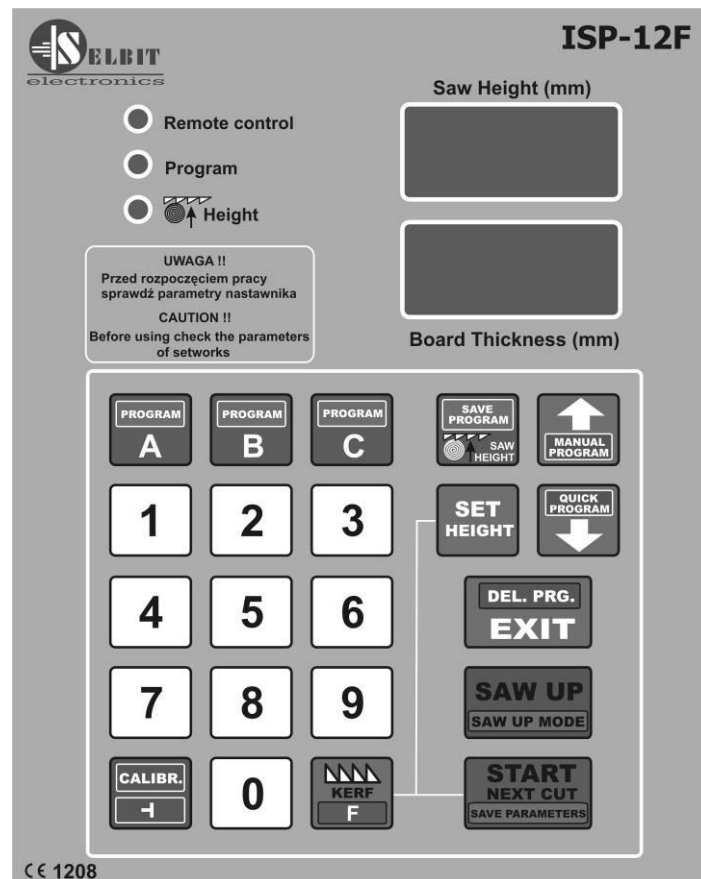 SELBIT
electronics
ISP-12F
Remote control
Program
Height
Saw Height (mm)
UWAGA !!
Przed rozpoczęciem pracy
sprawdź parametry nastawnika
CAUTION !!
Before using check the parameters
of setworks
Board Thickness (mm)
PROGRAM
A
PROGRAM
B
PROGRAM
C
SAVE
PROGRAM
SAW
HEIGHT
MANUAL
PROGRAM
1
2
3
SET
HEIGHT
QUICK
PROGRAM
4
5
6
DEL. PRG.
EXIT
7
8
9
SAW UP
SAW UP MODE
CALIBR.
0
KERF
F
START
NEXT CUT
SAVE PARAMETERS
CE 1208